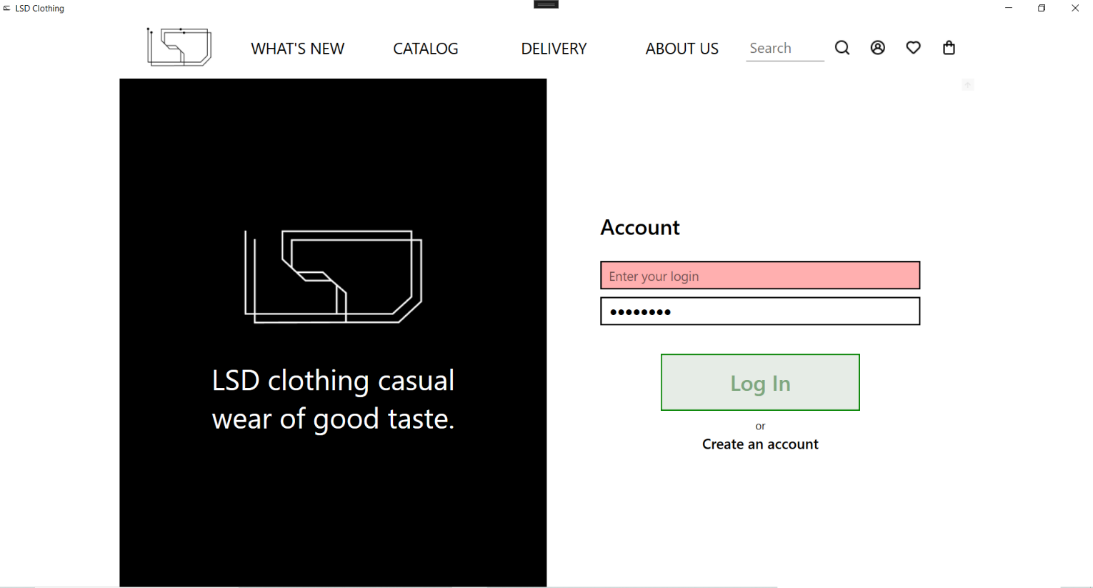 LSD Clothing
WHAT'S NEW
CATALOG
DELIVERY
ABOUT US
Search
LSD clothing casual
wear of good taste.
Account
Enter your login
Log In
or
Create an account